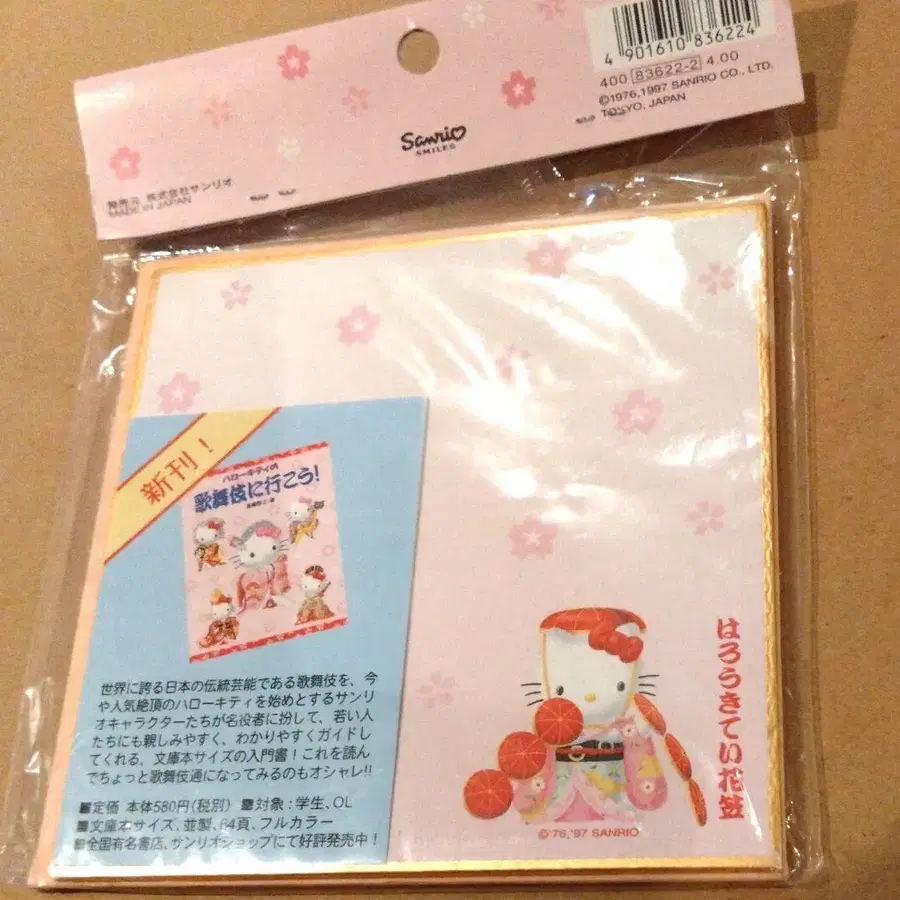 4 901610 836224
400 83622-2 4.00
©1976,1997 SANRIO CO., LTD.
TOKYO, JAPAN
Sanrio
SMILES
発売元 株式会社サンリオ
MADE IN JAPAN
新刊！
ハローキティの
歌舞伎に行こう！
世界に誇る日本の伝統芸能である歌舞伎を、今
や人気絶頂のハローキティを始めとするサンリ
オキャラクターたちが名役者に扮して、若い人
たちにも親しみやすく、わかりやすくガイドし
てくれる、文庫本サイズの入門書！これを読ん
でちょっと歌舞伎通になってみるのもオシャレ!!
■定価 本体580円（税別） ■対象：学生、OL
■文庫本サイズ、並製、64頁、フルカラー
■全国有名書店、サンリオショップにて好評発売中！
はろうきてい花笠
©76,'97 SANRIO